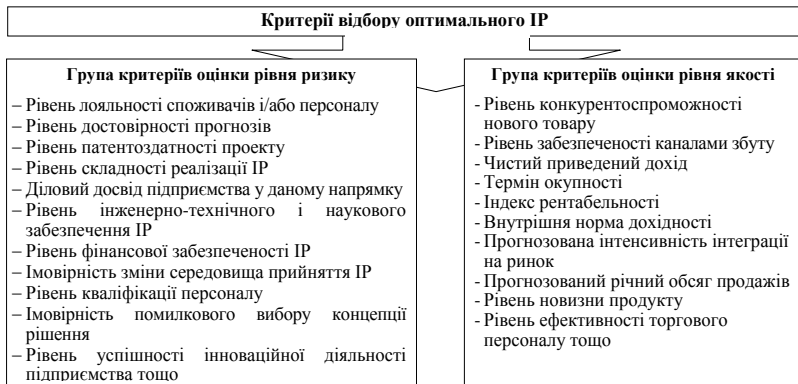 Критерії відбору оптимального ІР
Група критеріїв оцінки рівня ризику
– Рівень лояльності споживачів і/або персоналу
– Рівень достовірності прогнозів
– Рівень патентоздатності проекту
– Рівень складності реалізації ІР
– Діловий досвід підприємства у даному напрямку
– Рівень інженерно-технічного і наукового
забезпечення ІР
– Рівень фінансової забезпеченості ІР
– Імовірність зміни середовища прийняття ІР
– Рівень кваліфікації персоналу
– Імовірність помилкового вибору концепції
рішення
– Рівень успішності інноваційної діяльності
підприємства тощо
Група критеріїв оцінки рівня якості
- Рівень конкурентоспроможності
нового товару
- Рівень забезпеченості каналами збуту
- Чистий приведений дохід
- Термін окупності
- Індекс рентабельності
- Внутрішня норма дохідності
- Прогнозована інтенсивність інтеграції
на ринок
- Прогнозований річний обсяг продажів
- Рівень новизни продукту
- Рівень ефективності торгового
персоналу тощо